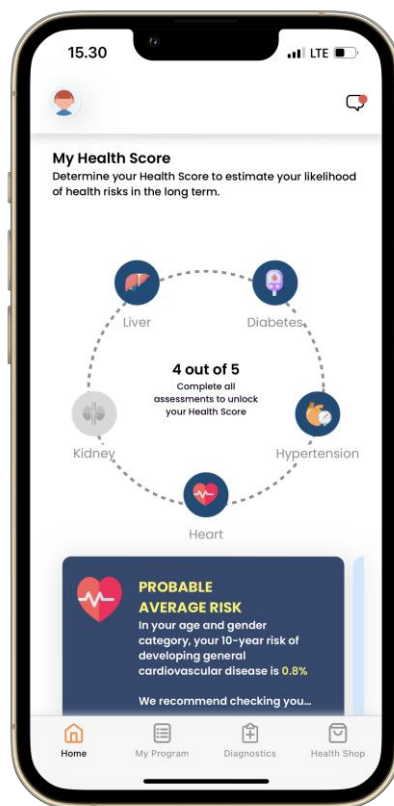 15.30
LTE
My Health Score
Determine your Health Score to estimate your likelihood
of health risks in the long term.
Liver
Diabetes
4 out of 5
Complete all
assessments to unlock
your Health Score
Kidney
Hypertension
Heart
PROBABLE
AVERAGE RISK
In your age and gender
category, your 10-year risk of
developing general
cardiovascular disease is 0.8%
We recommend checking you...
Home
My Program
Diagnostics
Health Shop